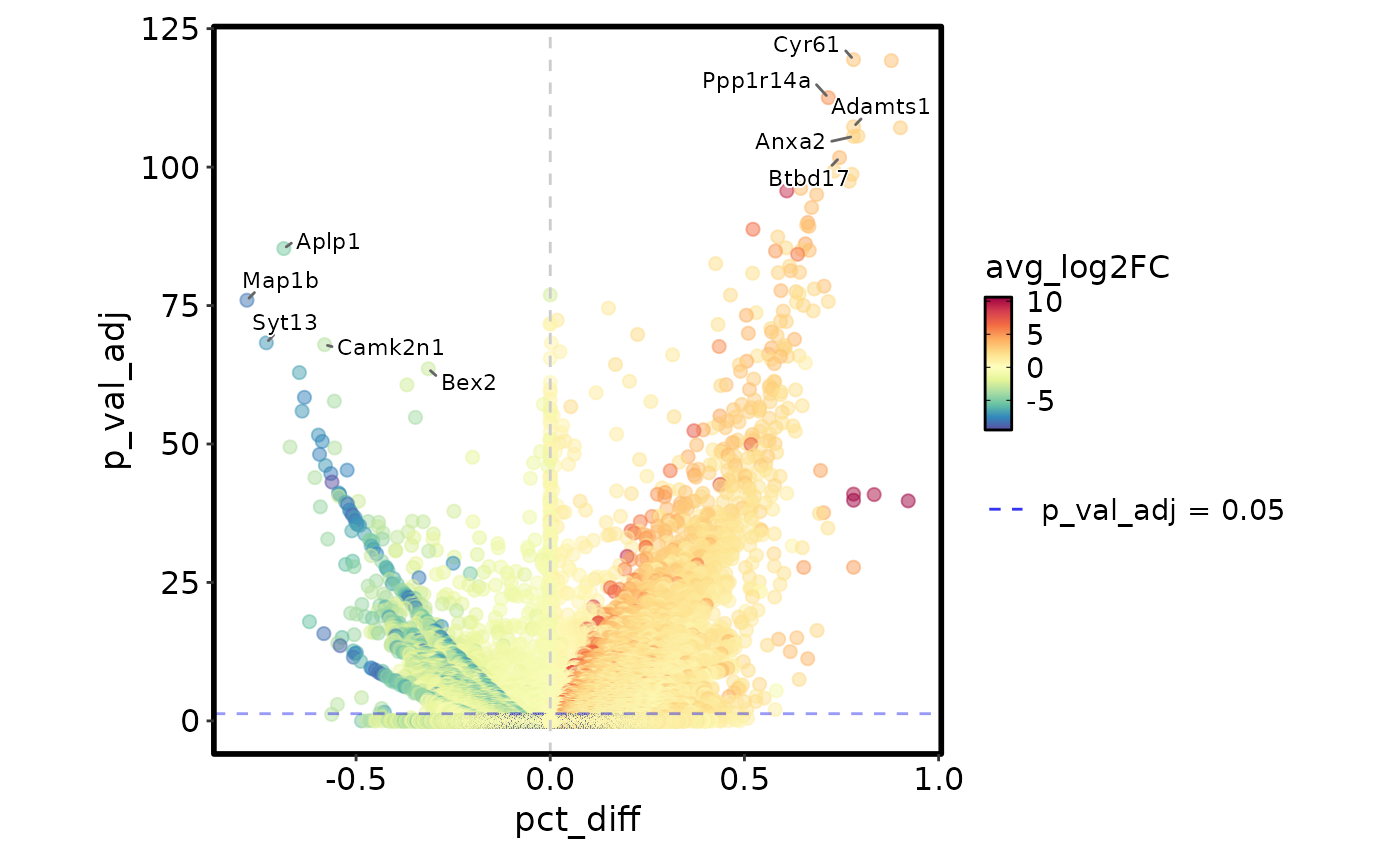 125
100
75
50
25
0
p_val_adj
Cyr61
Ppp1r14a
Adamts1
Anxa2
Btbd17
Aplp1
Map1b
Syt13
Camk2n1
Bex2
-0.5
0.0
0.5
1.0
pct_diff
avg_log2FC
10
5
0
-5
p_val_adj = 0.05